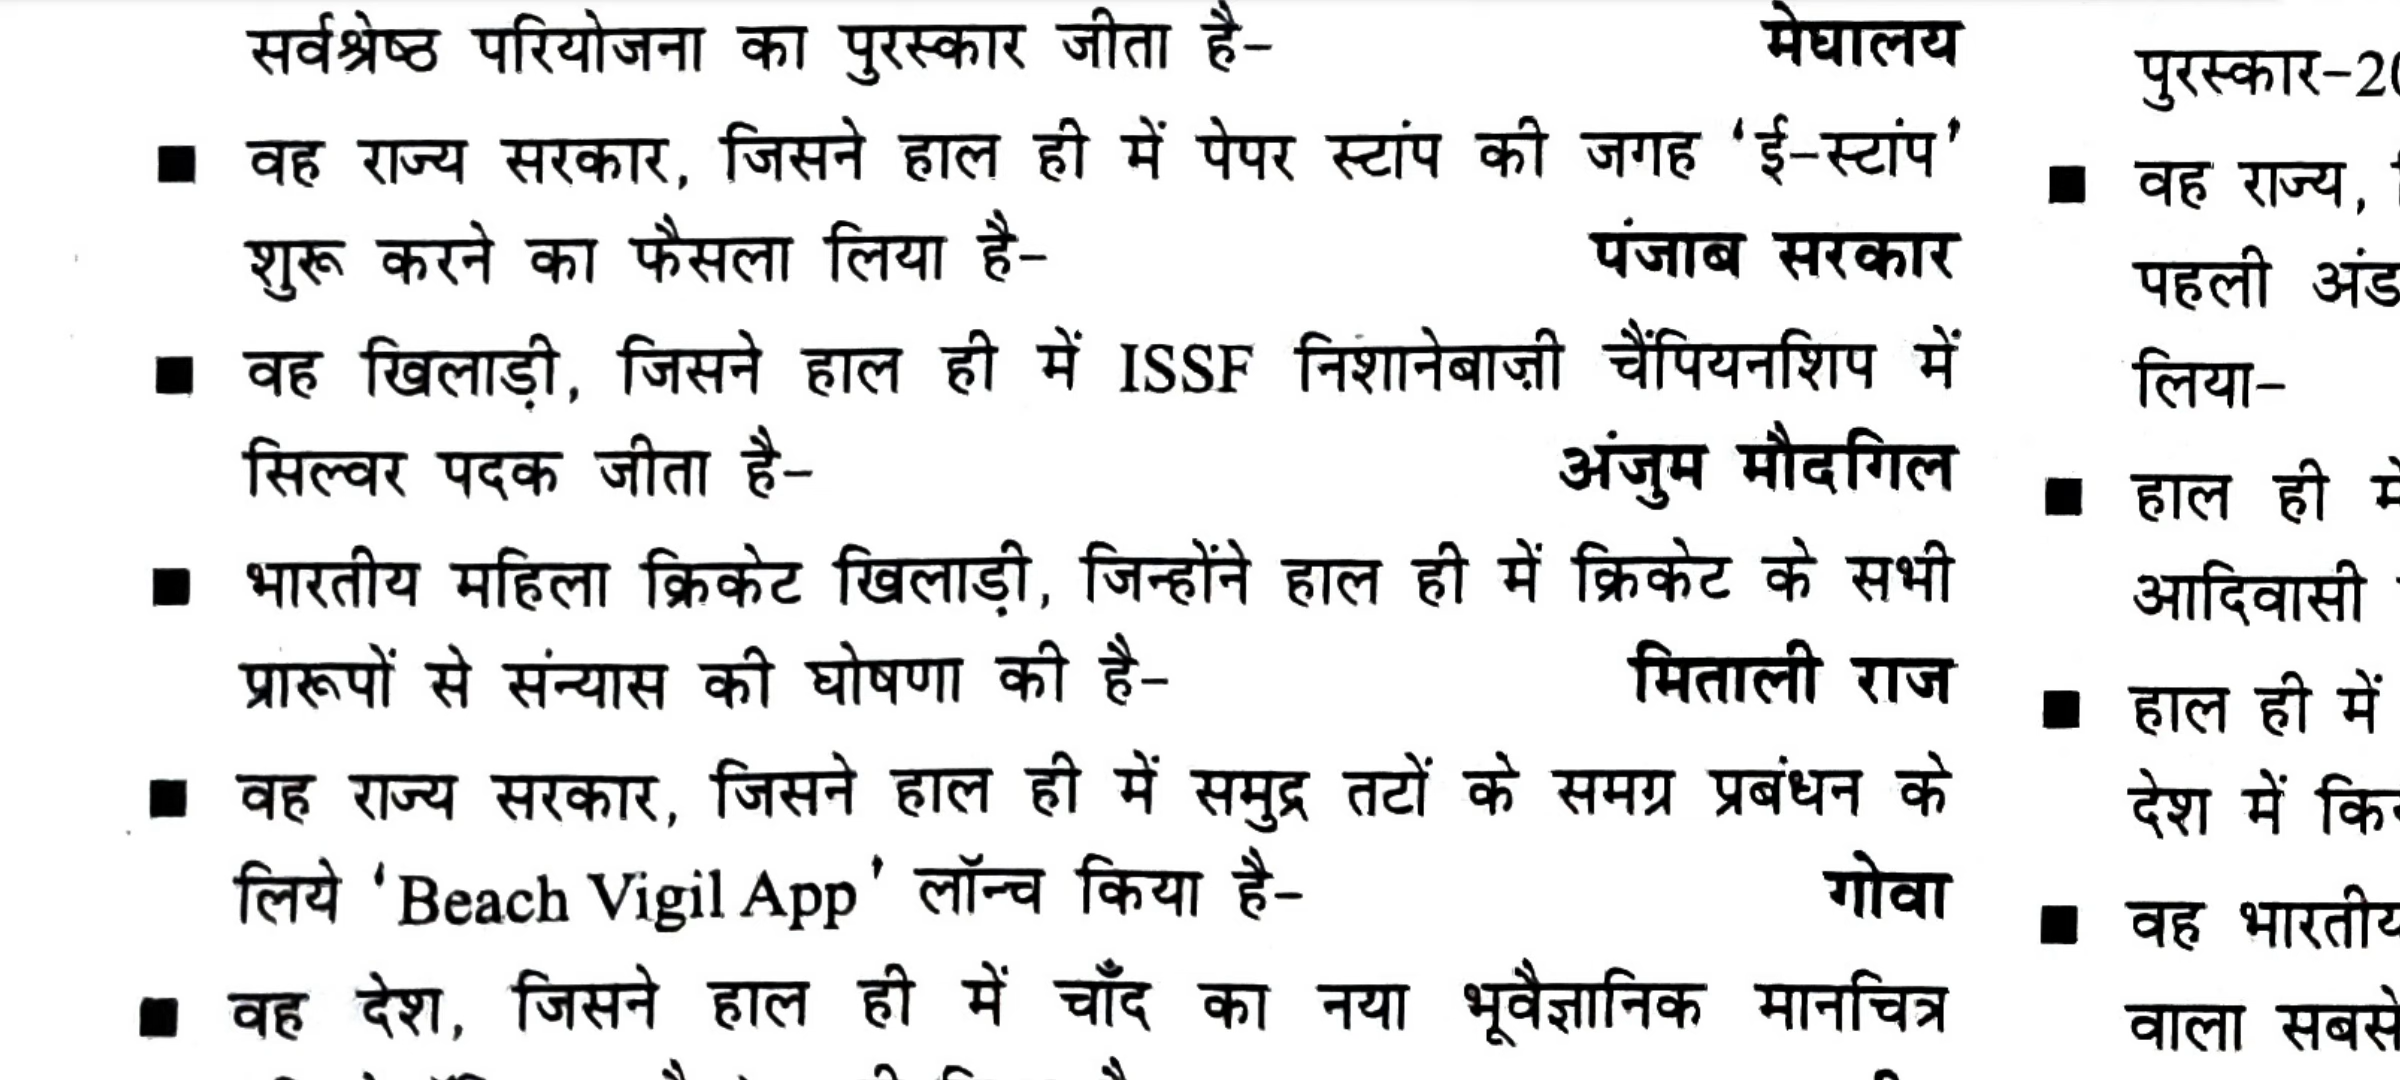 सर्वश्रेष्ठ परियोजना का पुरस्कार जीता है- मेघालय
■ वह राज्य सरकार, जिसने हाल ही में पेपर स्टांप की जगह ‘ई-स्टांप’
शुरू करने का फैसला लिया है- पंजाब सरकार
■ वह खिलाड़ी, जिसने हाल ही में ISSF निशानेबाज़ी चैंपियनशिप में
सिल्वर पदक जीता है- अंजुम मौदगिल
■ भारतीय महिला क्रिकेट खिलाड़ी, जिन्होंने हाल ही में क्रिकेट के सभी
प्रारूपों से संन्यास की घोषणा की है- मिताली राज
■ वह राज्य सरकार, जिसने हाल ही में समुद्र तटों के समग्र प्रबंधन के
लिये ‘Beach Vigil App’ लॉन्च किया है- गोवा
■ वह देश, जिसने हाल ही में चाँद का नया भूवैज्ञानिक मानचित्र
पुरस्कार-20
■ वह राज्य,
पहली
लिया-
■ हाल ही
आदिवासी
■ हाल ही में
देश में
■ वह भारतीय
वाला